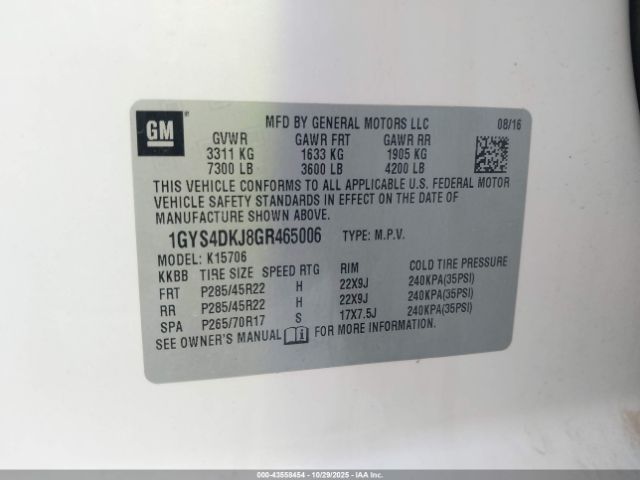 GM
MFD BY GENERAL MOTORS LLC 08/16
GVWR GAWR FRT GAWR RR
3311 KG 1633 KG 1905 KG
7300 LB 3600 LB 4200 LB
THIS VEHICLE CONFORMS TO ALL APPLICABLE U.S. FEDERAL MOTOR
VEHICLE SAFETY STANDARDS IN EFFECT ON THE DATE OF
MANUFACTURE SHOWN ABOVE.
1GYS4DKJ8GR465006 TYPE: M.P.V.
MODEL: K15706
KKBB TIRE SIZE SPEED RTG RIM COLD TIRE PRESSURE
FRT P285/45R22 H 22X9J 240KPA(35PSI)
RR P285/45R22 H 22X9J 240KPA(35PSI)
SPA P265/70R17 S 17X7.5J 240KPA(35PSI)
SEE OWNER'S MANUAL FOR MORE INFORMATION.
000-43558454 | 10/29/2025 | IAAI.CA